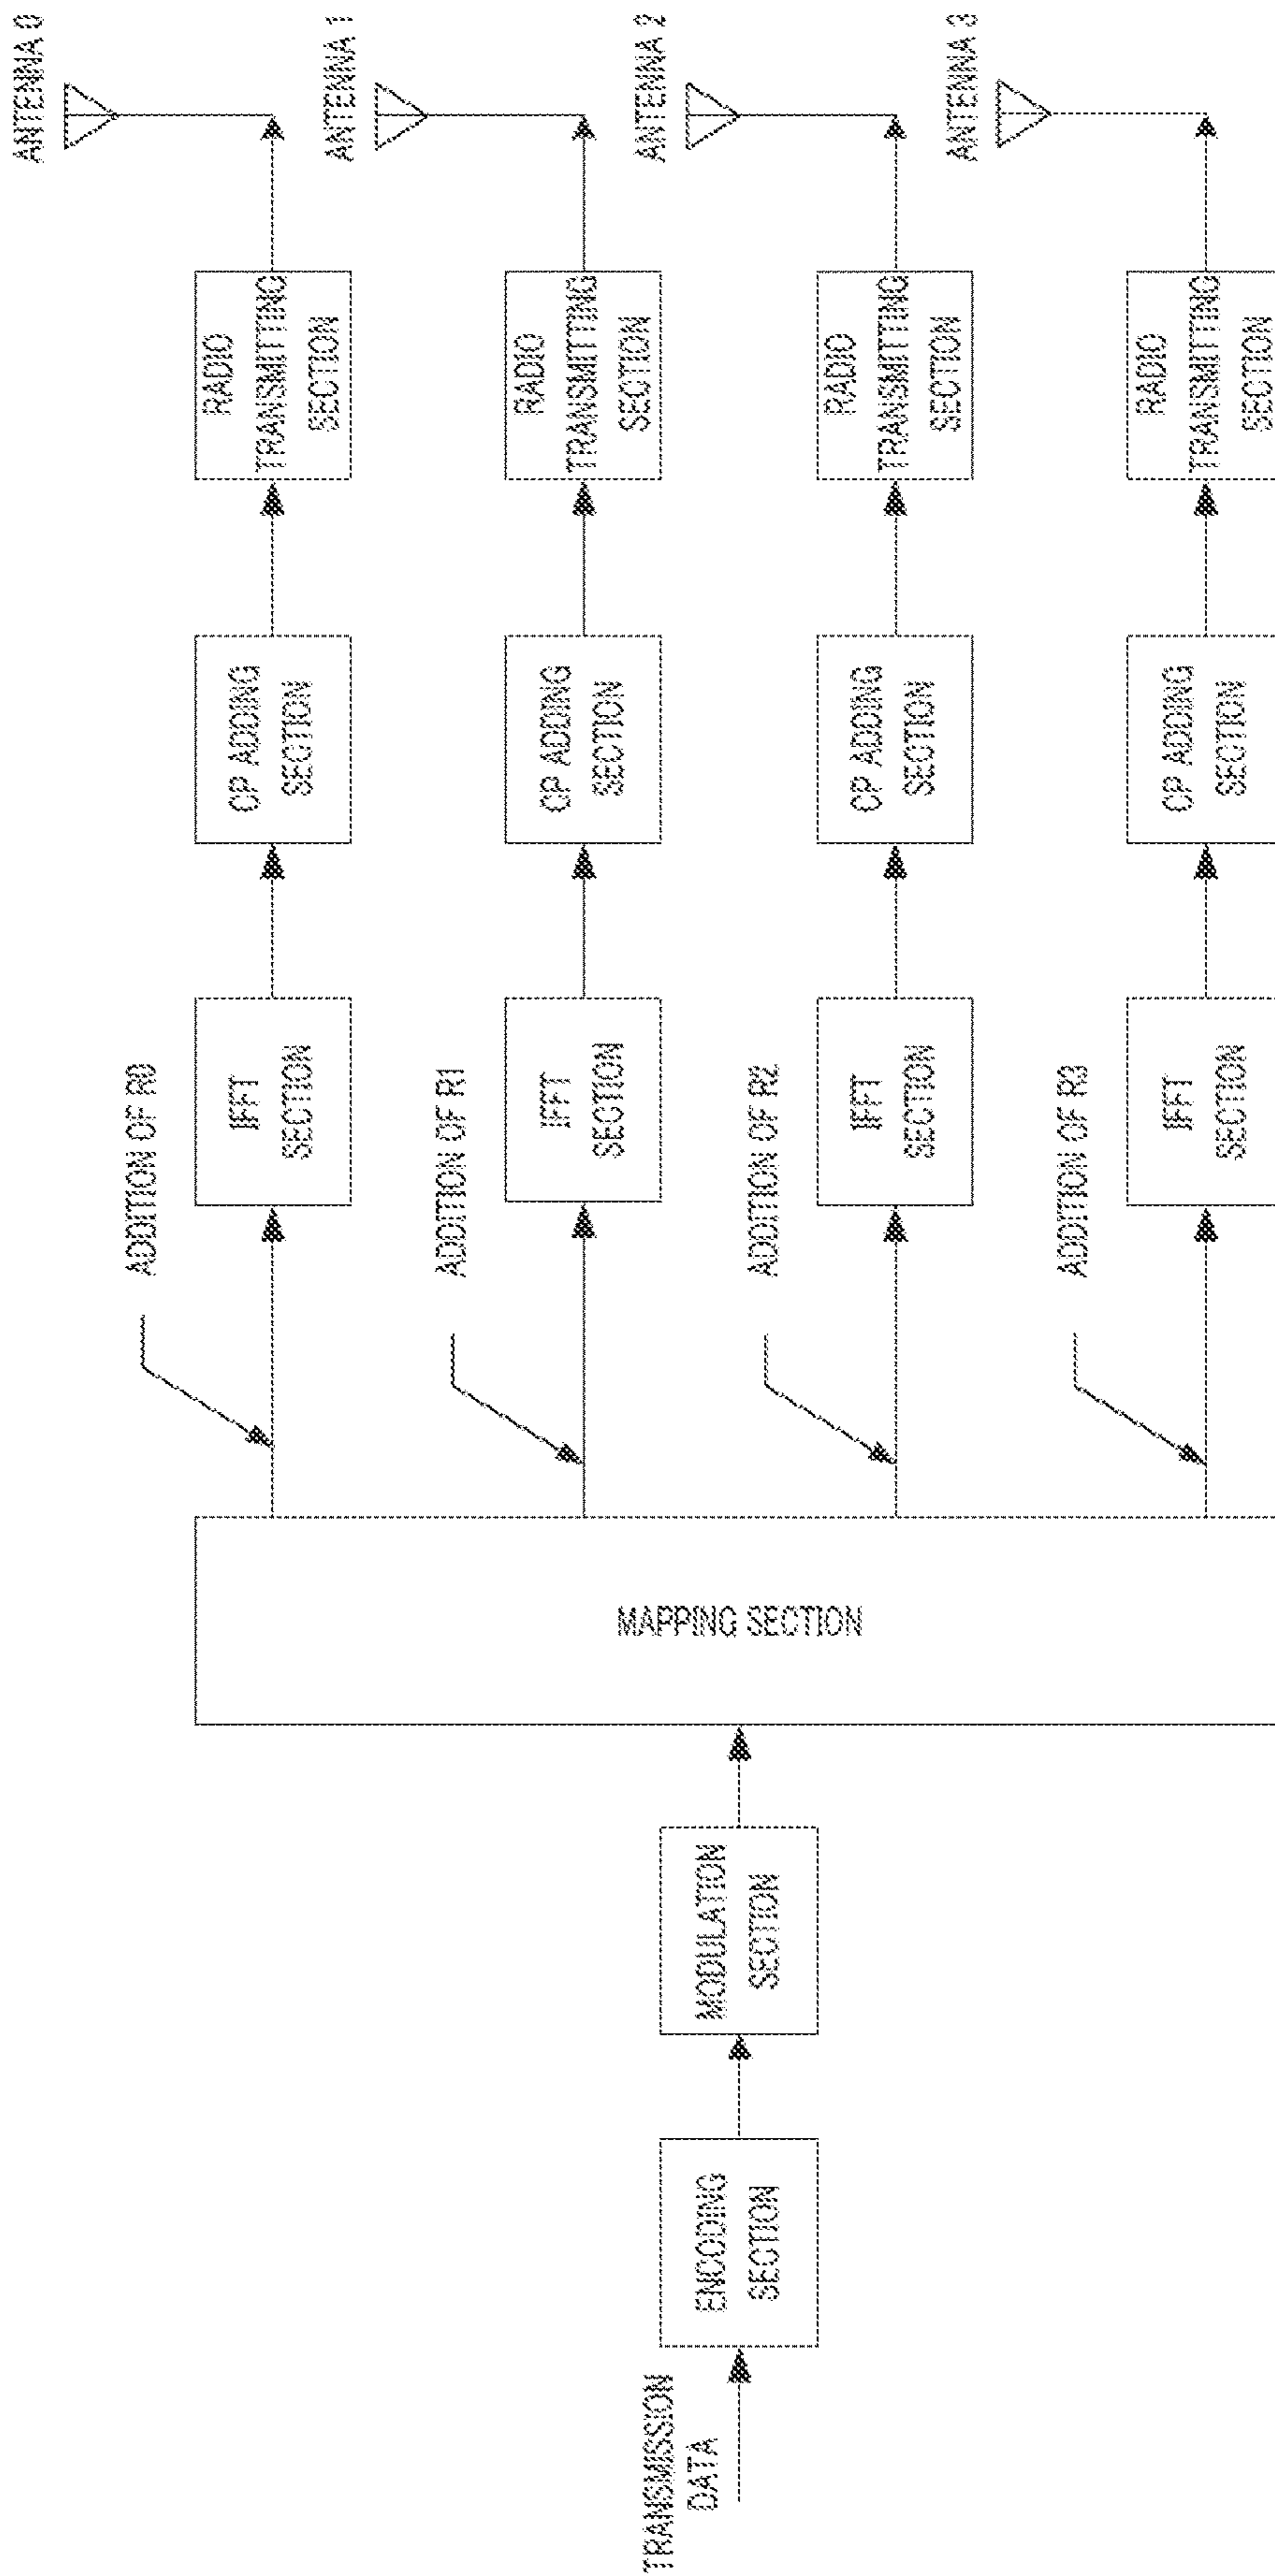 TRANSMISSION
DATA
ENCODING
SECTION
MODULATION
SECTION
MAPPING SECTION
ADDITION OF R0
IFFT
SECTION
CP ADDING
SECTION
RADIO
TRANSMITTING
SECTION
ANTENNA 0
ADDITION OF R1
IFFT
SECTION
CP ADDING
SECTION
RADIO
TRANSMITTING
SECTION
ANTENNA 1
ADDITION OF R2
IFFT
SECTION
CP ADDING
SECTION
RADIO
TRANSMITTING
SECTION
ANTENNA 2
ADDITION OF R3
IFFT
SECTION
CP ADDING
SECTION
RADIO
TRANSMITTING
SECTION
ANTENNA 3